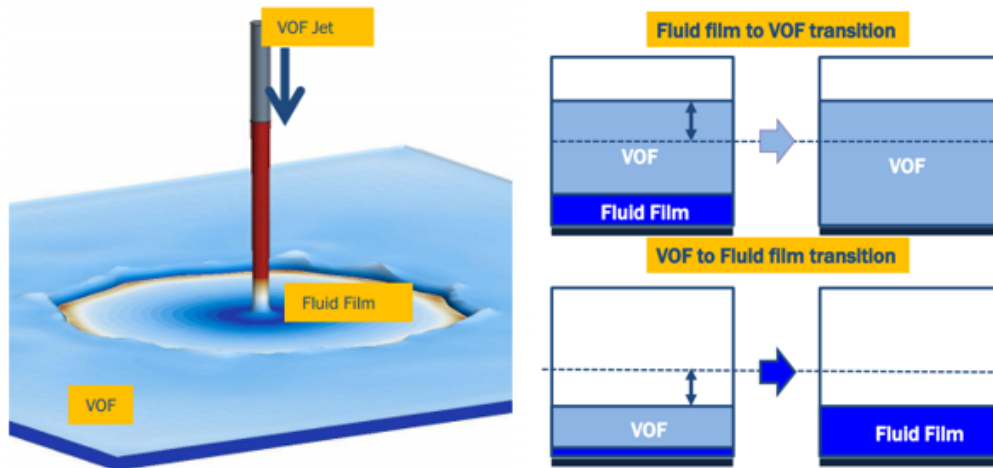 VOF Jet
Fluid Film
VOF
Fluid film to VOF transition
VOF
VOF
Fluid Film
VOF to Fluid film transition
VOF
Fluid Film